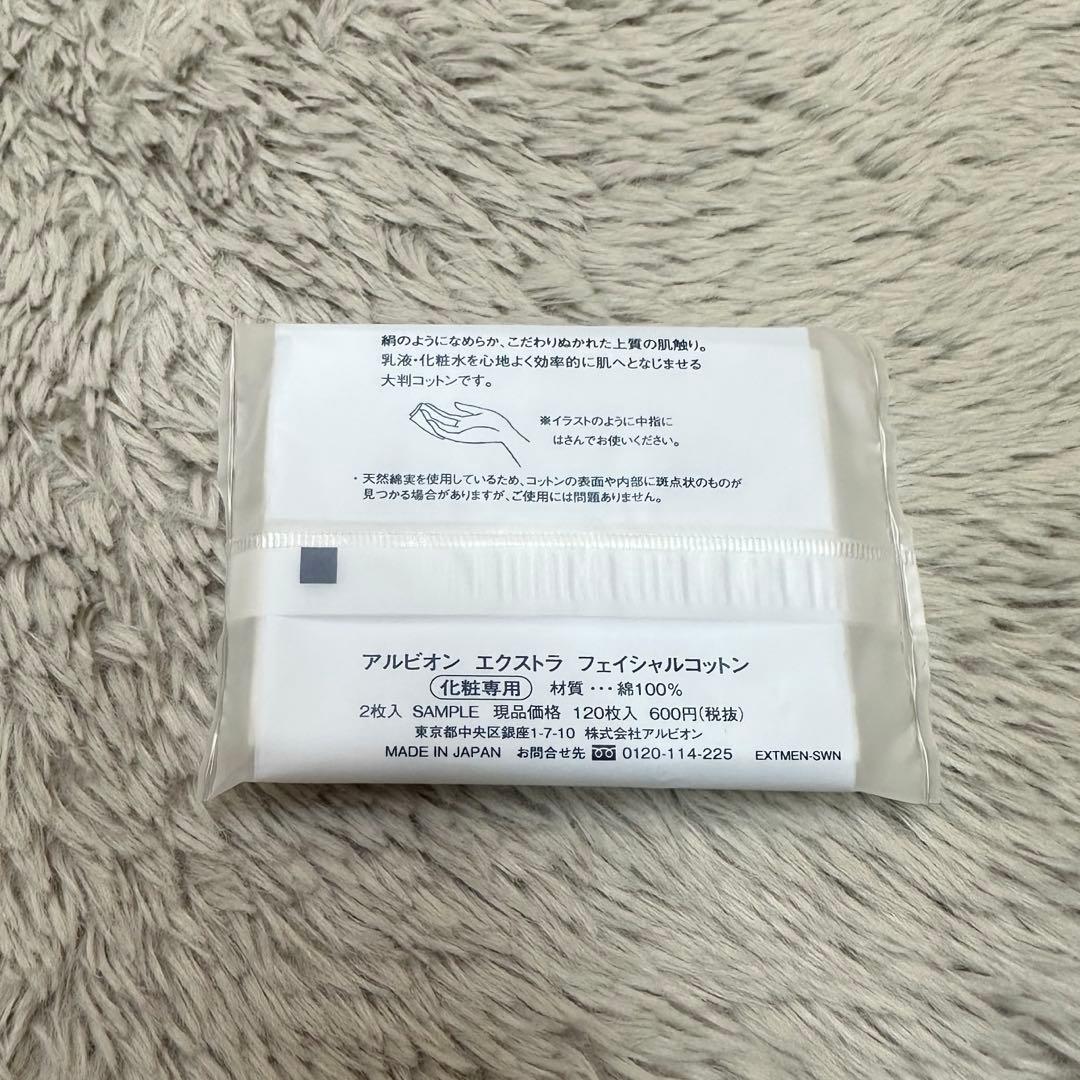 絹のようになめらか、こだわりぬかれた上質の肌触り。
乳液・化粧水を心地よく効率的に肌へとなじませる
大判コットンです。
※イラストのように中指に
はさんでお使いください。
・天然綿実を使用しているため、コットンの表面や内部に斑点状のものが
見つかる場合がありますが、ご使用には問題ありません。
アルビオン エクストラ フェイシャルコットン
化粧専用 材質・・・綿100%
2枚入 SAMPLE 現品価格 120枚入 600円(税抜)
東京都中央区銀座1-7-10 株式会社アルビオン
MADE IN JAPAN お問合せ先 0120-114-225 EXTMEN-SWN